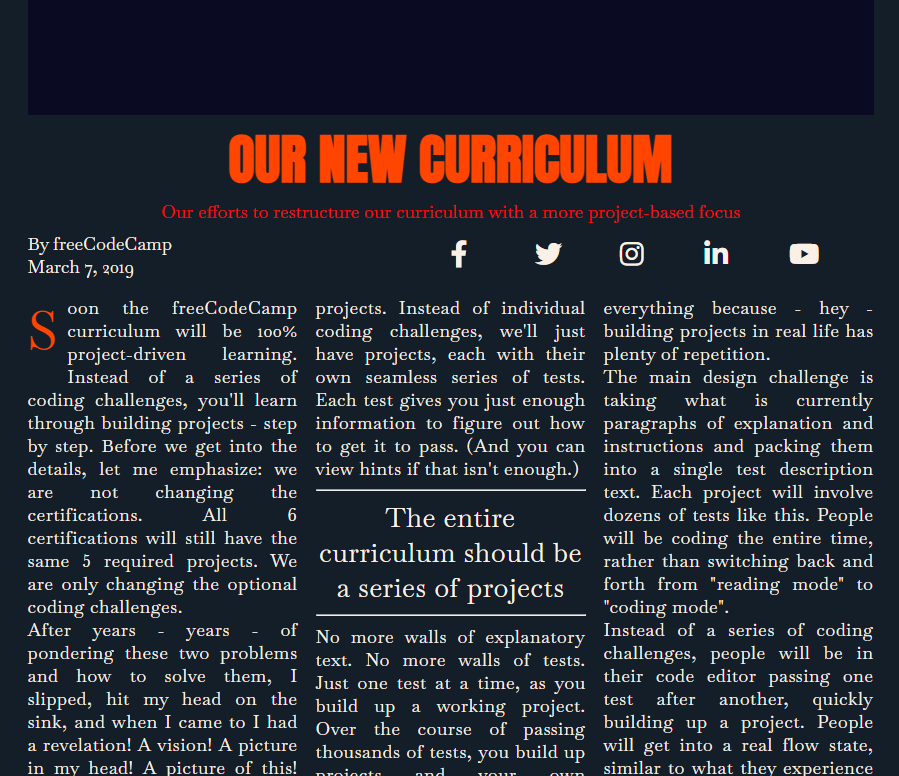 OUR NEW CURRICULUM
Our efforts to restructure our curriculum with a more project-based focus
By freeCodeCamp
March 7, 2019
Soon the freeCodeCamp
curriculum will be 100%
project-driven learning.
Instead of a series of
coding challenges, you'll learn
through building projects - step
by step. Before we get into the
details, let me emphasize: we
are not changing the
certifications. All 6
certifications will still have the
same 5 required projects. We
are only changing the optional
coding challenges.
After years - years - of
pondering these two problems
and how to solve them, I
slipped, hit my head on the
sink, and when I came to I had
a revelation! A vision! A picture
in my head! A picture of this!
projects. Instead of individual
coding challenges, we'll just
have projects, each with their
own seamless series of tests.
Each test gives you just enough
information to figure out how
to get it to pass. (And you can
view hints if that isn't enough.)
The entire
curriculum should be
a series of projects
No more walls of explanatory
text. No more walls of tests.
Just one test at a time, as you
build up a working project.
Over the course of passing
thousands of tests, you build up
projects and your own
everything because - hey -
building projects in real life has
plenty of repetition.
The main design challenge is
taking what is currently
paragraphs of explanation and
instructions and packing them
into a single test description
text. Each project will involve
dozens of tests like this. People
will be coding the entire time,
rather than switching back and
forth from "reading mode" to
"coding mode".
Instead of a series of coding
challenges, people will be in
their code editor passing one
test after another, quickly
building up a project. People
will get into a real flow state,
similar to what they experience